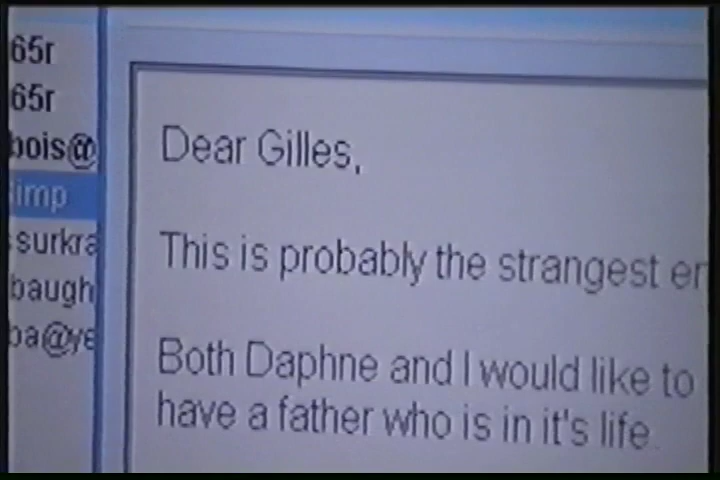 65r
65r
bois@
imp
surkra
baugh
ba@ye
Dear Gilles,
This is probably the strangest
Both Daphne and I would like to
have a father who is in it's life